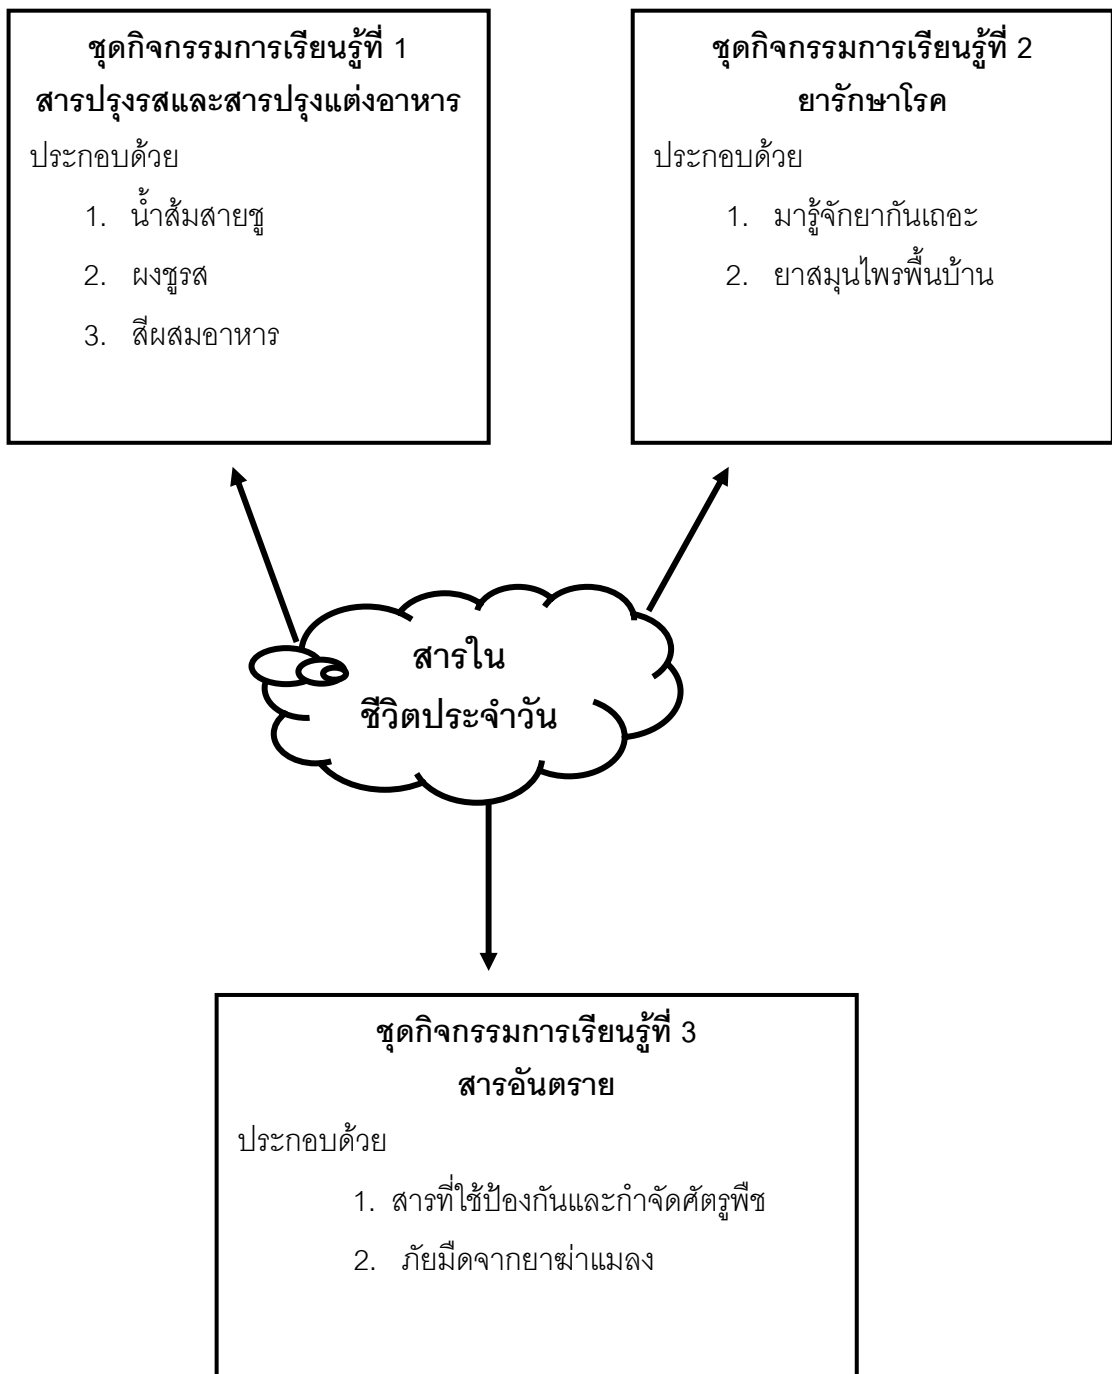 ชุดกิจกรรมการเรียนรู้ที่ 1
สารปรุงรสและสารปรุงแต่งอาหาร
ประกอบด้วย
1. น้ำส้มสายชู
2. ผงชูรส
3. สีผสมอาหาร
ชุดกิจกรรมการเรียนรู้ที่ 2
ยารักษาโรค
ประกอบด้วย
1. มารู้จักยากันเถอะ
2. ยาสมุนไพรพื้นบ้าน
สารใน
ชีวิตประจำวัน
ชุดกิจกรรมการเรียนรู้ที่ 3
สารอันตราย
ประกอบด้วย
1. สารที่ใช้ป้องกันและกำจัดศัตรูพืช
2. ภัยมืดจากยาฆ่าแมลง